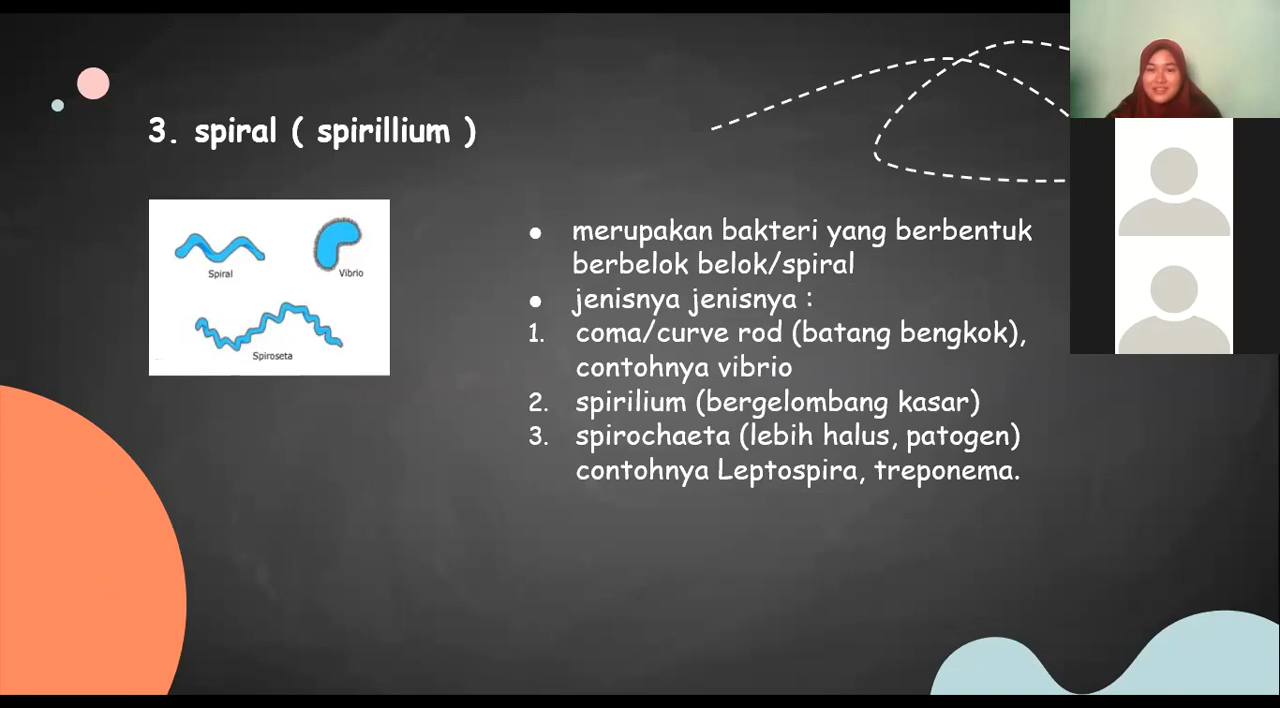 3. spiral ( spirillium )
Spiral
Vibrio
Spiroseta
● merupakan bakteri yang berbentuk
berbelok belok/spiral
● jenisnya jenisnya :
1. coma/curve rod (batang bengkok),
contohnya vibrio
2. spirilium (bergelombang kasar)
3. spirochaeta (lebih halus, patogen)
contohnya Leptospira, treponema.